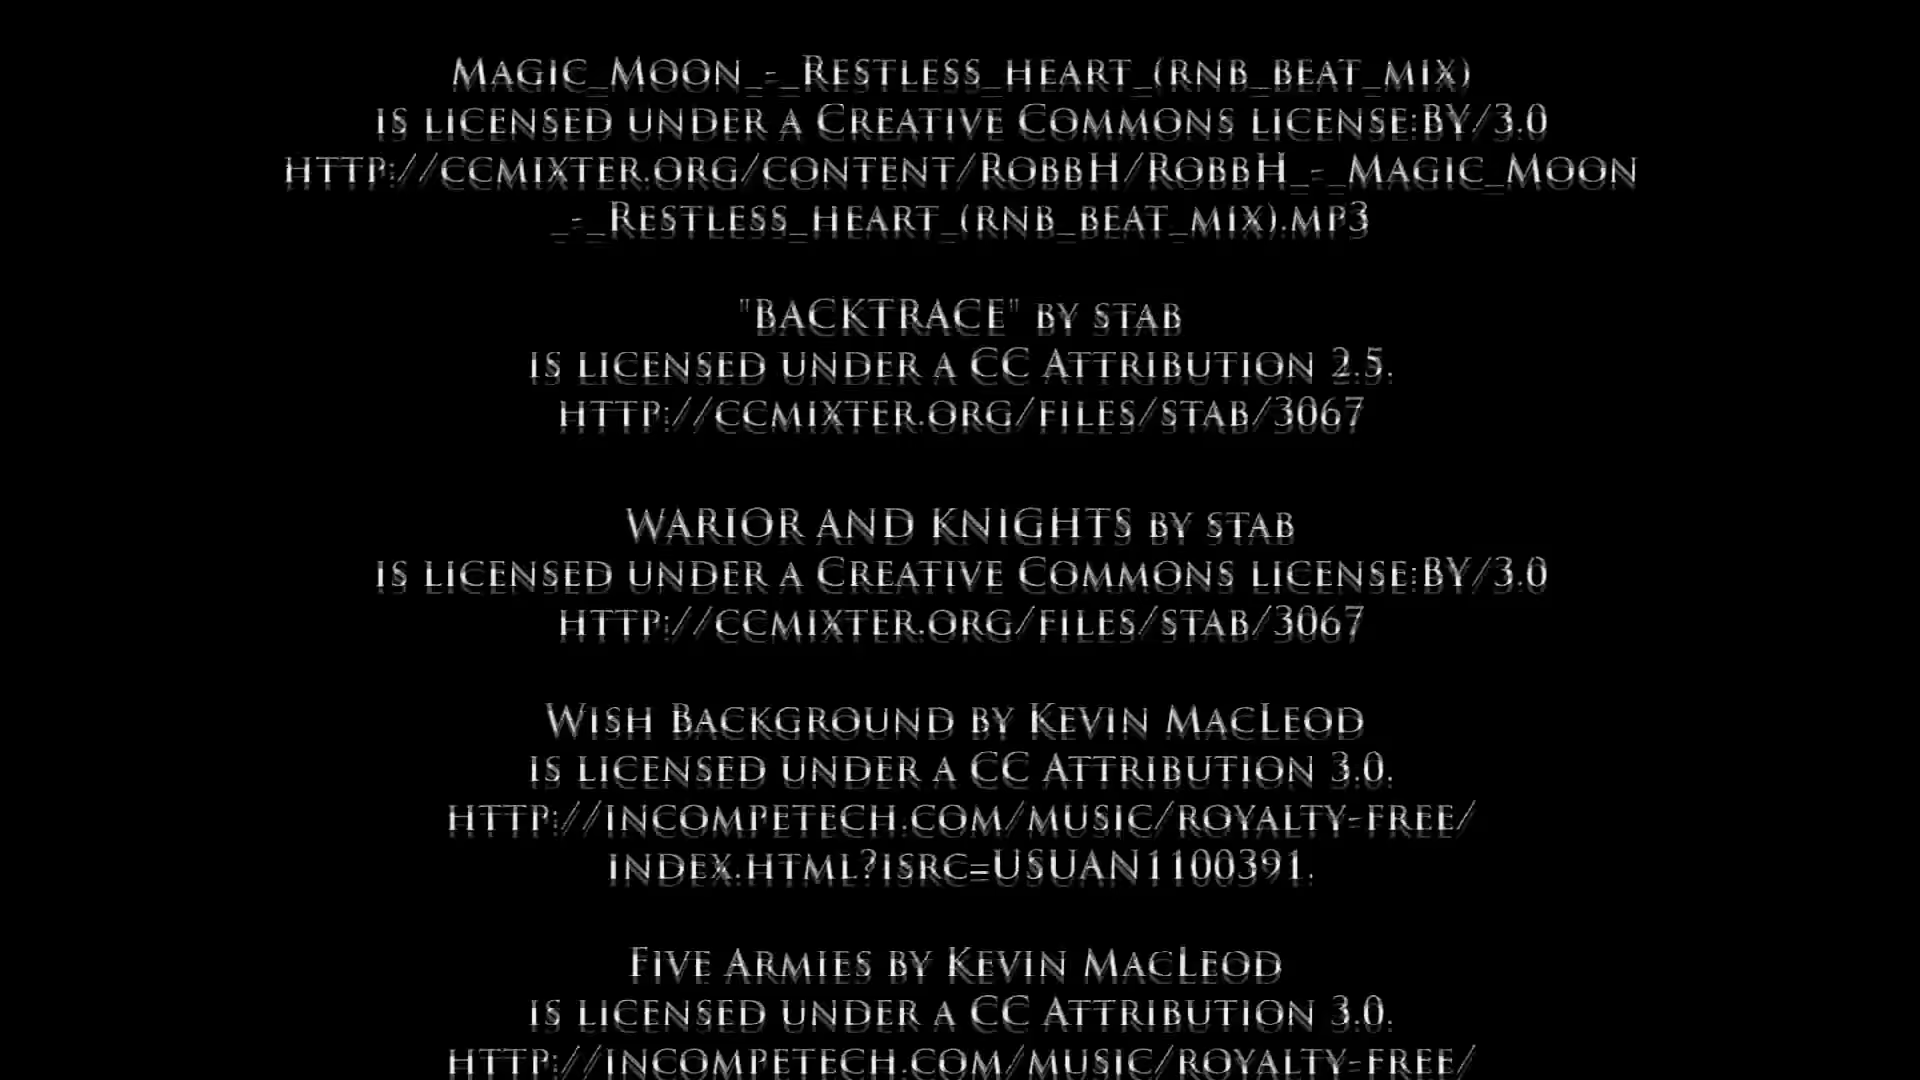 Magic_Moon_-_Restless_heart_(rnb_beat_mix)
is licensed under a Creative Commons license:BY/3.0
http://ccmixter.org/content/RobbH/RobbH_-_Magic_Moon
_-_Restless_heart_(rnb_beat_mix).mp3
"BACKTRACE" by stab
is licensed under a CC Attribution 2.5.
http://ccmixter.org/files/stab/3067
WARIOR AND KNIGHTS by stab
is licensed under a Creative Commons license:BY/3.0
http://ccmixter.org/files/stab/3067
Wish Background by Kevin MacLeod
is licensed under a CC Attribution 3.0.
http://incompetech.com/music/royalty-free/
index.html?isrc=USUAN1100391.
Five Armies by Kevin MacLeod
is licensed under a CC Attribution 3.0.
http://incompetech.com/music/royalty-free/